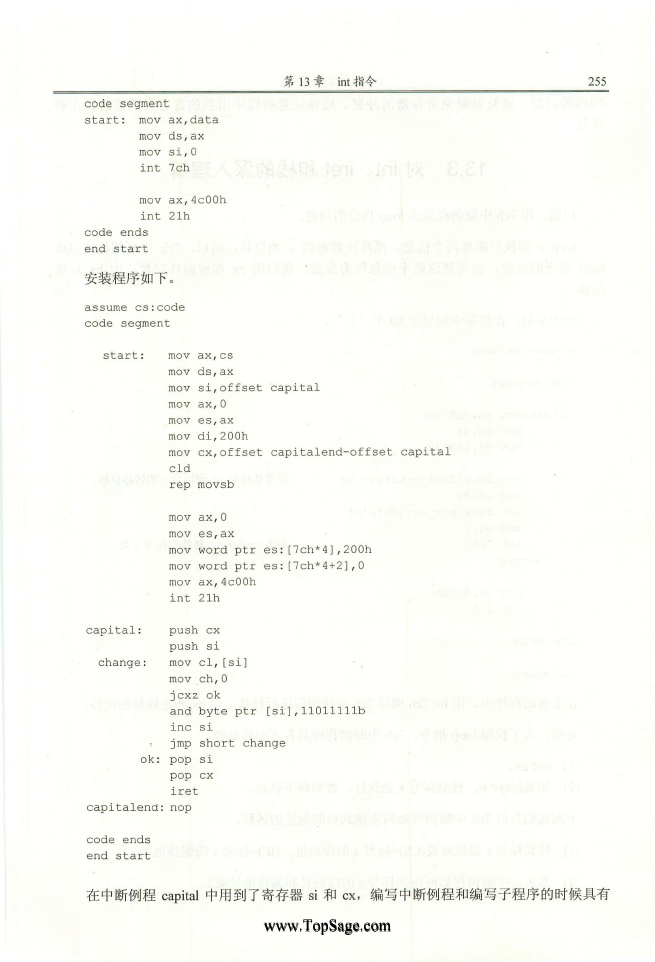 第 13 章　int 指令　255
code segment
start:  mov ax,data
        mov ds,ax
        mov si,0
        int 7ch
        mov ax,4c00h
        int 21h
code ends
end start
安装程序如下。
assume cs:code
code segment
  start:   mov ax,cs
           mov ds,ax
           mov si,offset capital
           mov ax,0
           mov es,ax
           mov di,200h
           mov cx,offset capitalend-offset capital
           cld
           rep movsb
           mov ax,0
           mov es,ax
           mov word ptr es:[7ch*4],200h
           mov word ptr es:[7ch*4+2],0
           mov ax,4c00h
           int 21h
capital:   push cx
           push si
 change:   mov cl,[si]
           mov ch,0
           jcxz ok
           and byte ptr [si],11011111b
           inc si
           jmp short change
       ok: pop si
           pop cx
           iret
capitalend: nop
code ends
end start
在中断例程 capital 中用到了寄存器 si 和 cx，编写中断例程和编写子程序的时候具有
www.TopSage.com